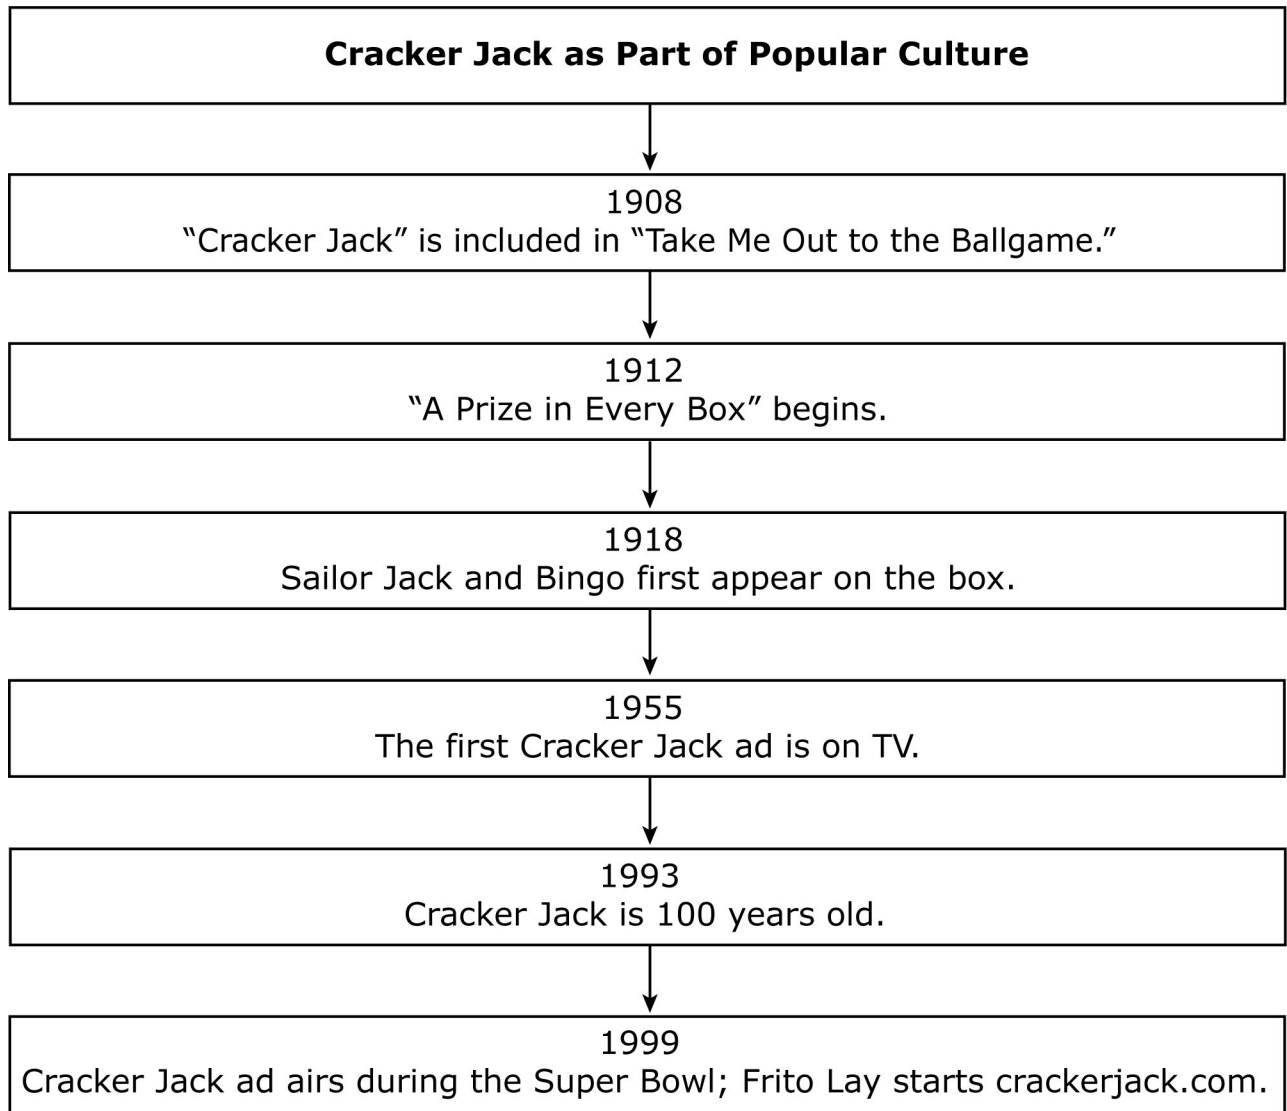 Cracker Jack as Part of Popular Culture
1908
“Cracker Jack” is included in “Take Me Out to the Ballgame.”
1912
“A Prize in Every Box” begins.
1918
Sailor Jack and Bingo first appear on the box.
1955
The first Cracker Jack ad is on TV.
1993
Cracker Jack is 100 years old.
1999
Cracker Jack ad airs during the Super Bowl; Frito Lay starts crackerjack.com.